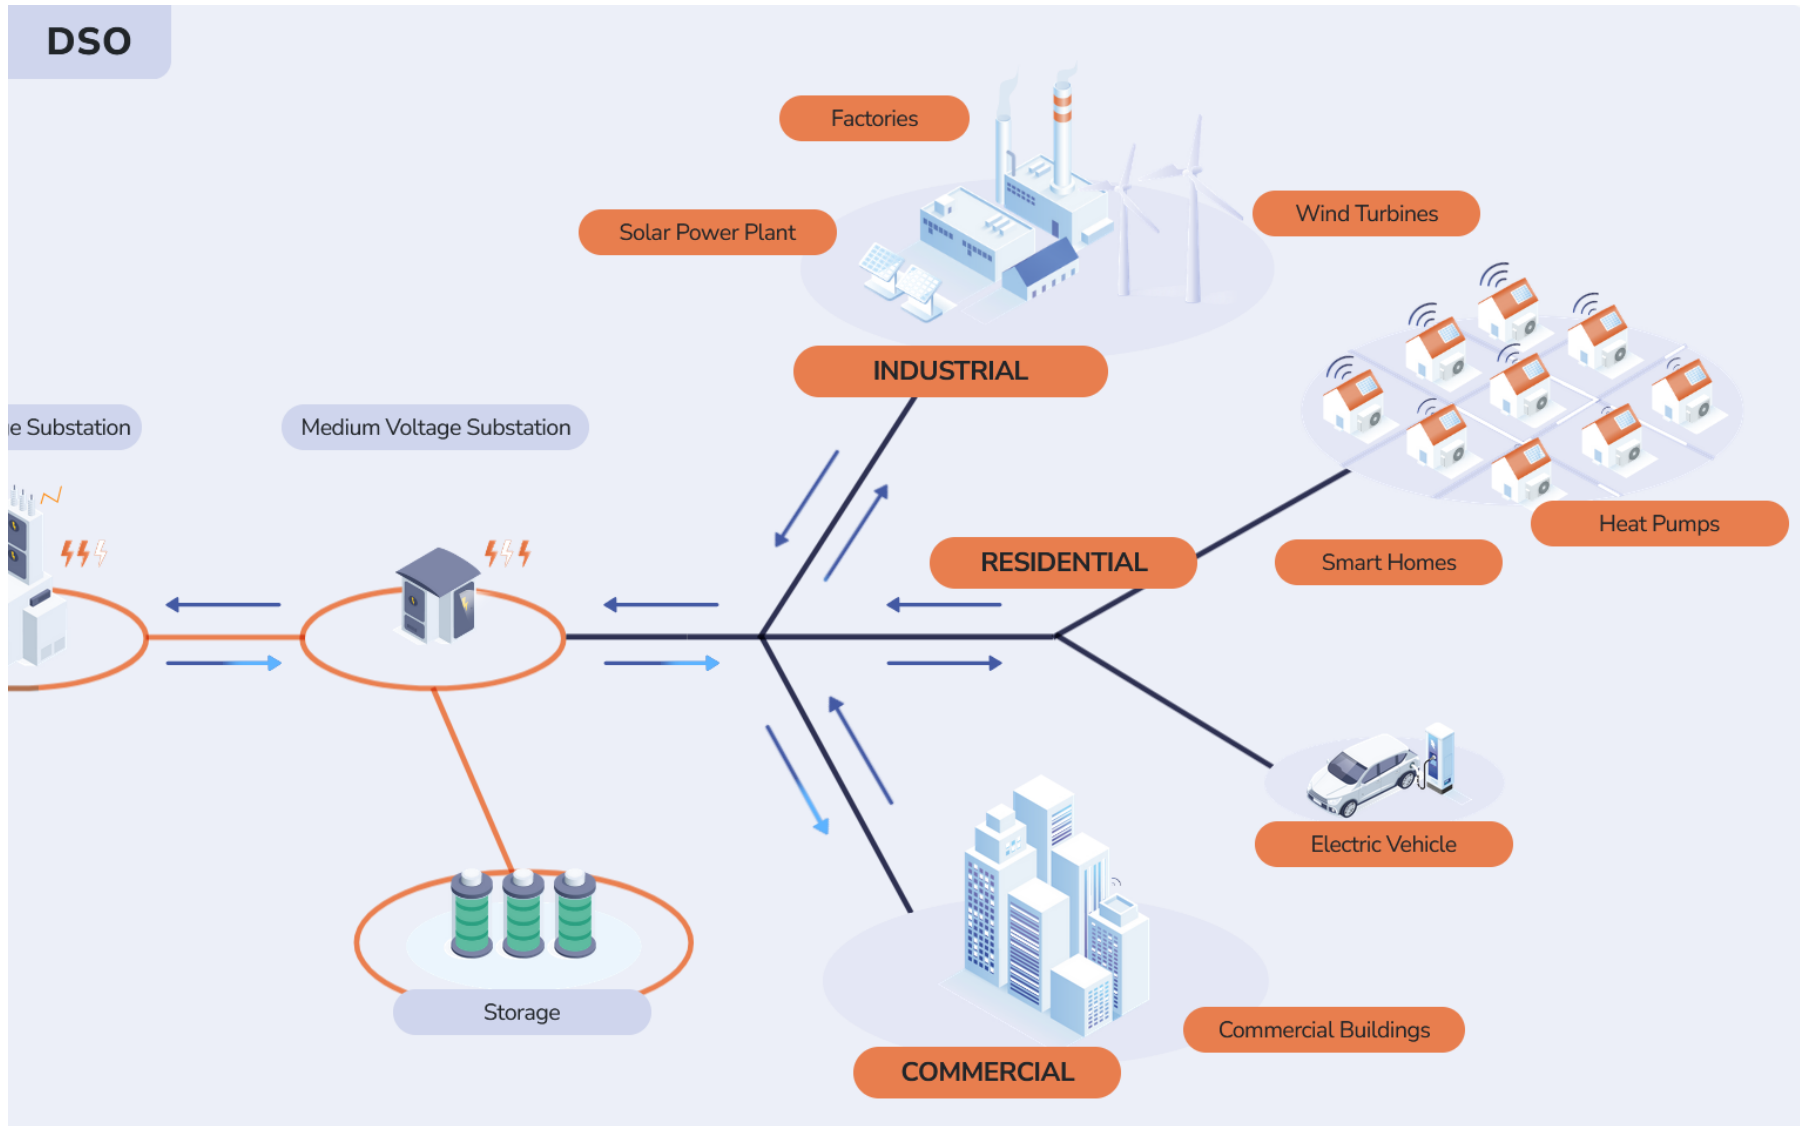 DSO
Factories
Solar Power Plant
Wind Turbines
INDUSTRIAL
e Substation
Medium Voltage Substation
Heat Pumps
RESIDENTIAL
Smart Homes
Electric Vehicle
Storage
Commercial Buildings
COMMERCIAL